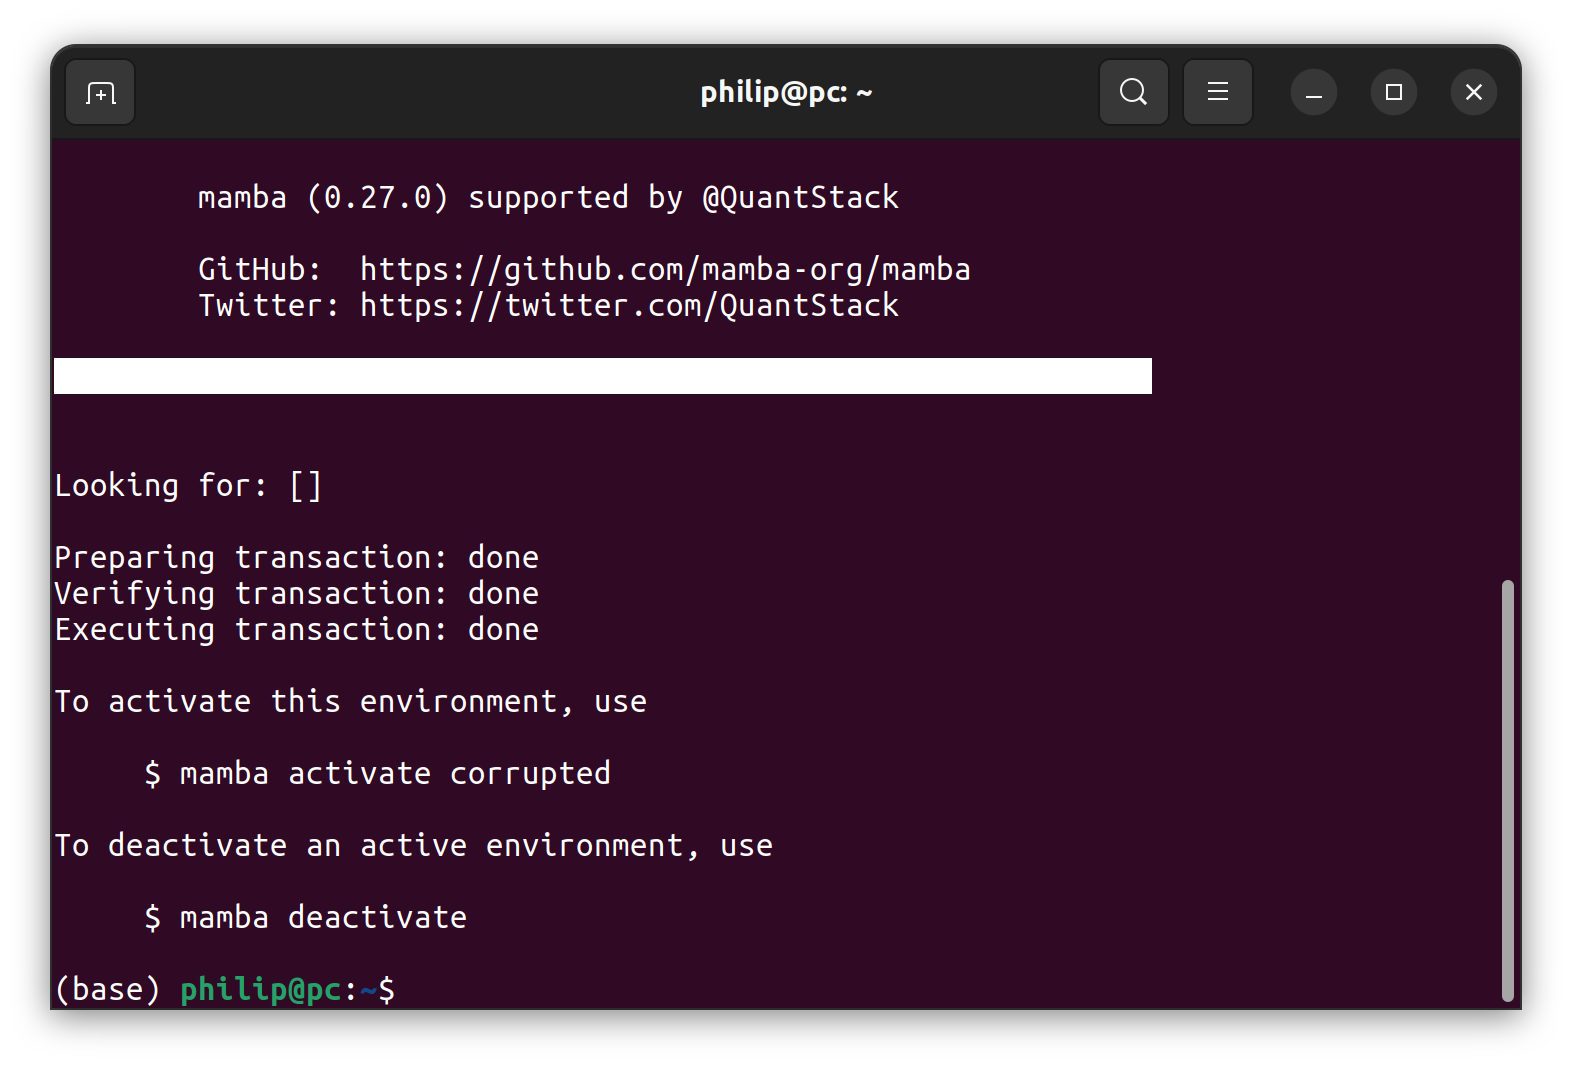 philip@pc: ~
mamba (0.27.0) supported by @QuantStack
GitHub:  https://github.com/mamba-org/mamba
Twitter: https://twitter.com/QuantStack
Looking for: []
Preparing transaction: done
Verifying transaction: done
Executing transaction: done
To activate this environment, use
$ mamba activate corrupted
To deactivate an active environment, use
$ mamba deactivate
(base) philip@pc:~$